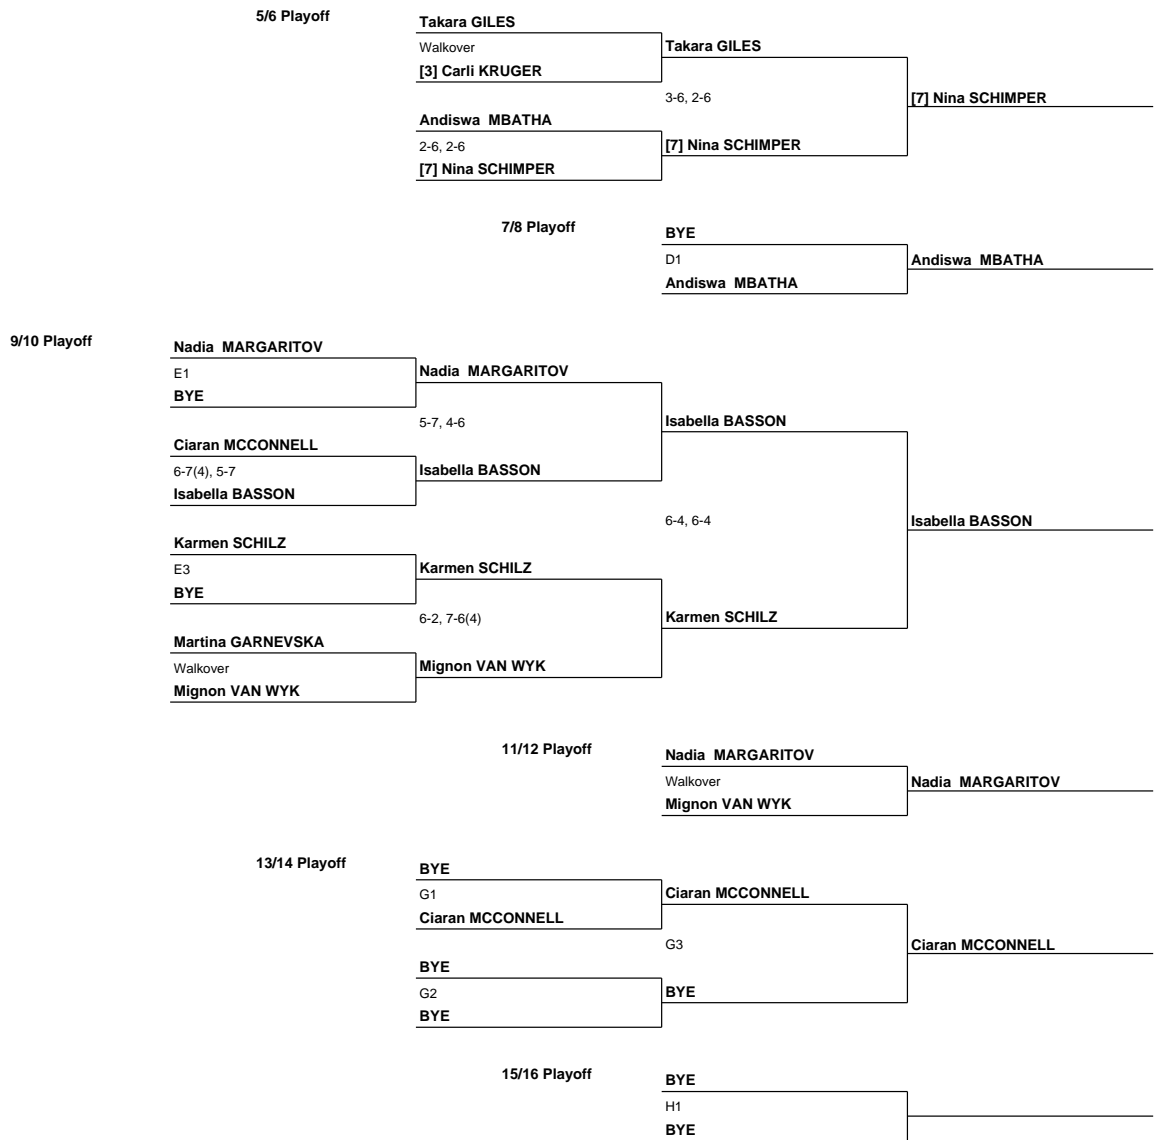 5/6 Playoff
Takara GILES
Walkover
Takara GILES
[3] Carli KRUGER
3-6, 2-6
[7] Nina SCHIMPER
Andiswa  MBATHA
2-6, 2-6
[7] Nina SCHIMPER
[7] Nina SCHIMPER
7/8 Playoff
BYE
D1
Andiswa  MBATHA
Andiswa  MBATHA
9/10 Playoff
Nadia  MARGARITOV
E1
Nadia  MARGARITOV
BYE
5-7, 4-6
Isabella BASSON
Ciaran MCCONNELL
6-7(4), 5-7
Isabella BASSON
Isabella BASSON
6-4, 6-4
Isabella BASSON
Karmen SCHILZ
E3
Karmen SCHILZ
BYE
6-2, 7-6(4)
Karmen SCHILZ
Martina GARNEVSKA
Walkover
Mignon VAN WYK
Mignon VAN WYK
11/12 Playoff
Nadia  MARGARITOV
Walkover
Nadia  MARGARITOV
Mignon VAN WYK
13/14 Playoff
BYE
G1
Ciaran MCCONNELL
Ciaran MCCONNELL
G3
Ciaran MCCONNELL
BYE
G2
BYE
BYE
15/16 Playoff
BYE
H1
BYE